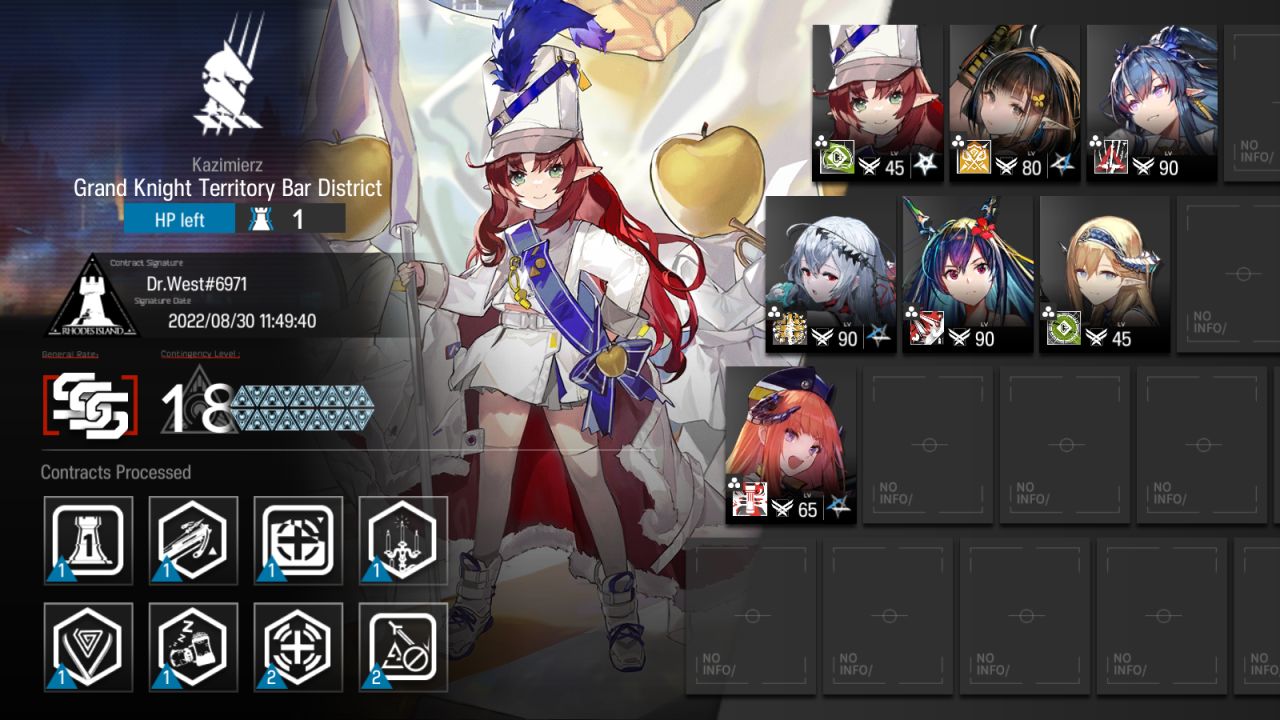 Kazimierz
Grand Knight Territory Bar District
HP left 1
Contract Signature
Dr.West#6971
Signature Date
2022/08/30 11:49:40
RHODES ISLAND
General Rate:
Contingency Level :
18
Contracts Processed
1
1 1 1 1
1 1 2 2
LV 45
LV 80
LV 90
NO
INFO/
LV 90
LV 90
LV 45
NO
INFO/
LV 65
NO
INFO/
NO
INFO/
NO
INFO/
NO
INFO/
NO
INFO/
NO
INFO/
NO
INFO/
NO
INFO